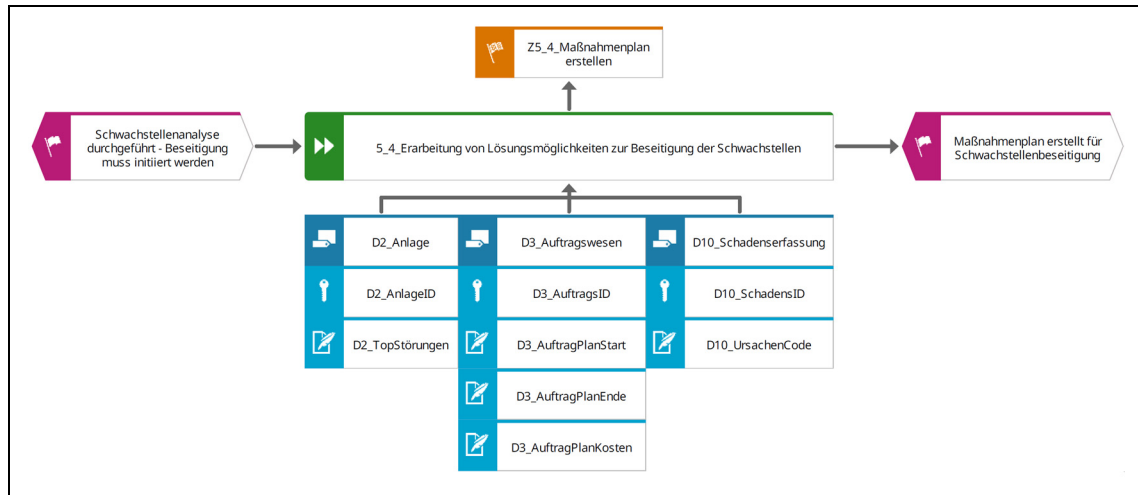 Z5_4_Maßnahmenplan
erstellen
Schwachstellenanalyse
durchgeführt - Beseitigung
muss initiiert werden
5_4_Erarbeitung von Lösungsmöglichkeiten zur Beseitigung der Schwachstellen
Maßnahmenplan erstellt für
Schwachstellenbeseitigung
D2_Anlage
D3_Auftragswesen
D10_Schadenserfassung
D2_AnlageID
D3_AuftragsID
D10_SchadensID
D2_TopStörungen
D3_AuftragPlanStart
D10_UrsachenCode
D3_AuftragPlanEnde
D3_AuftragPlanKosten